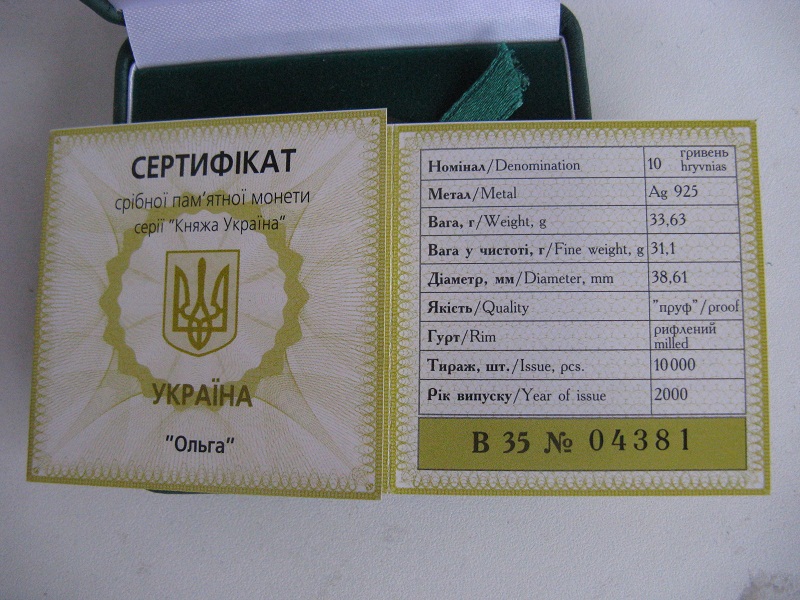 СЕРТИФІКАТ
срібної пам'ятної монети
серії "Княжа Україна"
УКРАЇНА
"Ольга"
Номінал/Denomination 10 гривень hryvnias
Метал/Metal Ag 925
Вага, г/Weight, g 33,63
Вага у чистоті, г/Fine weight, g 31,1
Діаметр, мм/Diameter, mm 38,61
Якість/Quality "пруф"/proof
Гурт/Rim рифлений milled
Тираж, шт./Issue, pcs. 10000
Рік випуску/Year of issue 2000
В 35 № 04381